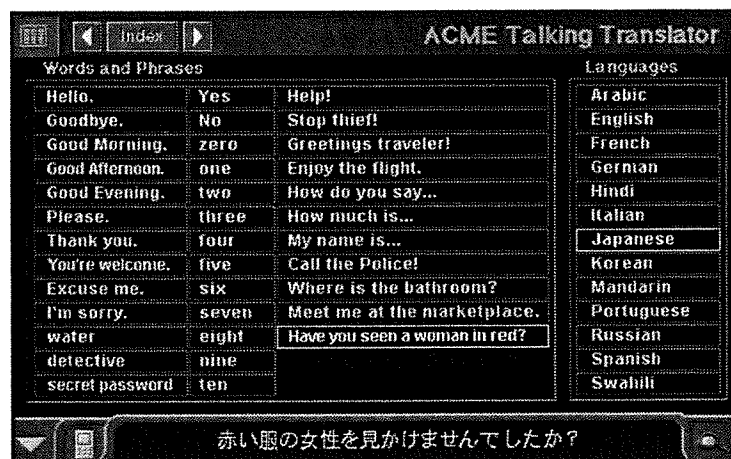 Index
ACME Talking Translator
Words and Phrases
Languages
Hello.
Goodbye.
Good Morning.
Good Afternoon.
Good Evening.
Please.
Thank you.
You're welcome.
Excuse me.
I'm sorry.
water
detective
secret password
Yes
No
zero
one
two
three
four
five
six
seven
eight
nine
ten
Help!
Stop thief!
Greetings traveler!
Enjoy the flight.
How do you say...
How much is...
My name is...
Call the Police!
Where is the bathroom?
Meet me at the marketplace.
Have you seen a woman in red?
Arabic
English
French
German
Hindi
Italian
Japanese
Korean
Mandarin
Portuguese
Russian
Spanish
Swahili
赤い服の女性を見かけませんでしたか？